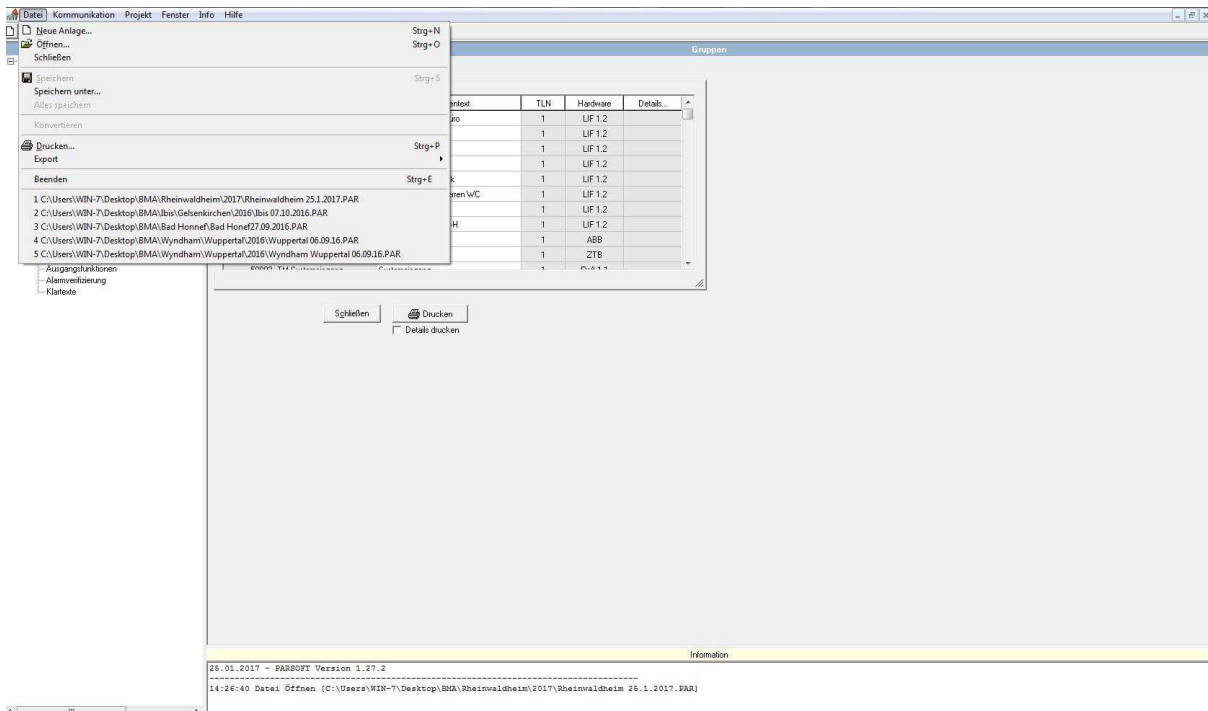 Datei Kommunikation Projekt Fenster Info Hilfe
Neue Anlage... Strg+N
Öffnen... Strg+O
Schließen
Speichern Strg+S
Speichern unter...
Alles speichern
Konvertieren
Drucken... Strg+P
Export
Beenden Strg+E
1 C:\Users\WIN-7\Desktop\BMA\Rheinwaldheim\2017\Rheinwaldheim 25.1.2017.PAR
2 C:\Users\WIN-7\Desktop\BMA\Ibis\Gelsenkirchen\2016\Ibis 07.10.2016.PAR
3 C:\Users\WIN-7\Desktop\BMA\Bad Honnef\Bad Honef27.09.2016.PAR
4 C:\Users\WIN-7\Desktop\BMA\Wyndham\Wuppertal\2016\Wuppertal 06.09.16.PAR
5 C:\Users\WIN-7\Desktop\BMA\Wyndham\Wuppertal\2016\Wyndham Wuppertal 06.09.16.PAR
Ausgangsfunktionen
Alarmverifizierung
Klartexte
Gruppen
TLN Hardware Details...
1 LIF 1.2
1 LIF 1.2
1 LIF 1.2
1 LIF 1.2
1 LIF 1.2
WC 1 LIF 1.2
1 LIF 1.2
1 LIF 1.2
1 ABB
1 ZTB
Schließen Drucken
Details drucken
Information
26.01.2017 - PARSOFT Version 1.27.2
14:26:40 Datei Öffnen [C:\Users\WIN-7\Desktop\BMA\Rheinwaldheim\2017\Rheinwaldheim 26.1.2017.PAR]